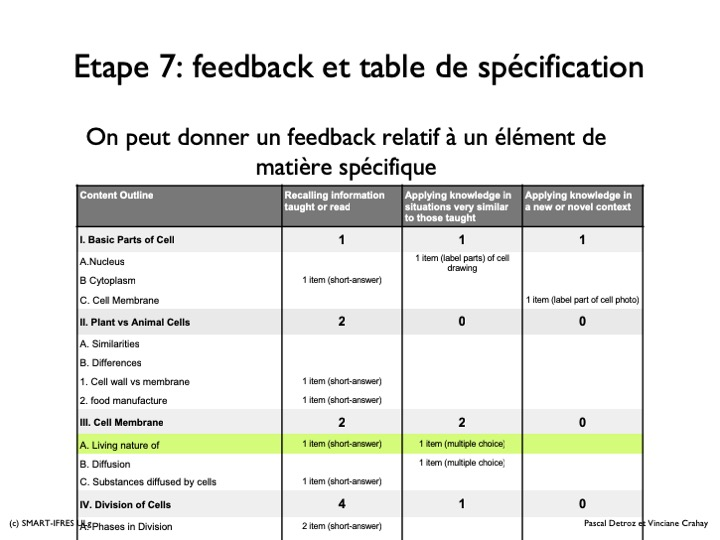 Etape 7: feedback et table de spécification
On peut donner un feedback relatif à un élément de
matière spécifique
Content Outline
Recalling information
taught or read
Applying knowledge in
situations very similar
to those taught
Applying knowledge in
a new or novel context
I. Basic Parts of Cell 1 1 1
A.Nucleus
1 item (label parts) of cell
drawing
B Cytoplasm 1 item (short-answer)
C. Cell Membrane 1 item (label part of cell photo)
II. Plant vs Animal Cells 2 0 0
A. Similarities
B. Differences
1. Cell wall vs membrane 1 item (short-answer)
2. food manufacture 1 item (short-answer)
III. Cell Membrane 2 2 0
A. Living nature of 1 item (short-answer) 1 item (multiple choice)
B. Diffusion 1 item (multiple choice)
C. Substances diffused by cells 1 item (short-answer)
IV. Division of Cells 4 1 0
A. Phases in Division 2 item (short-answer)
(c) SMART-IFRES
Pascal Detroz et Vinciane Crahay